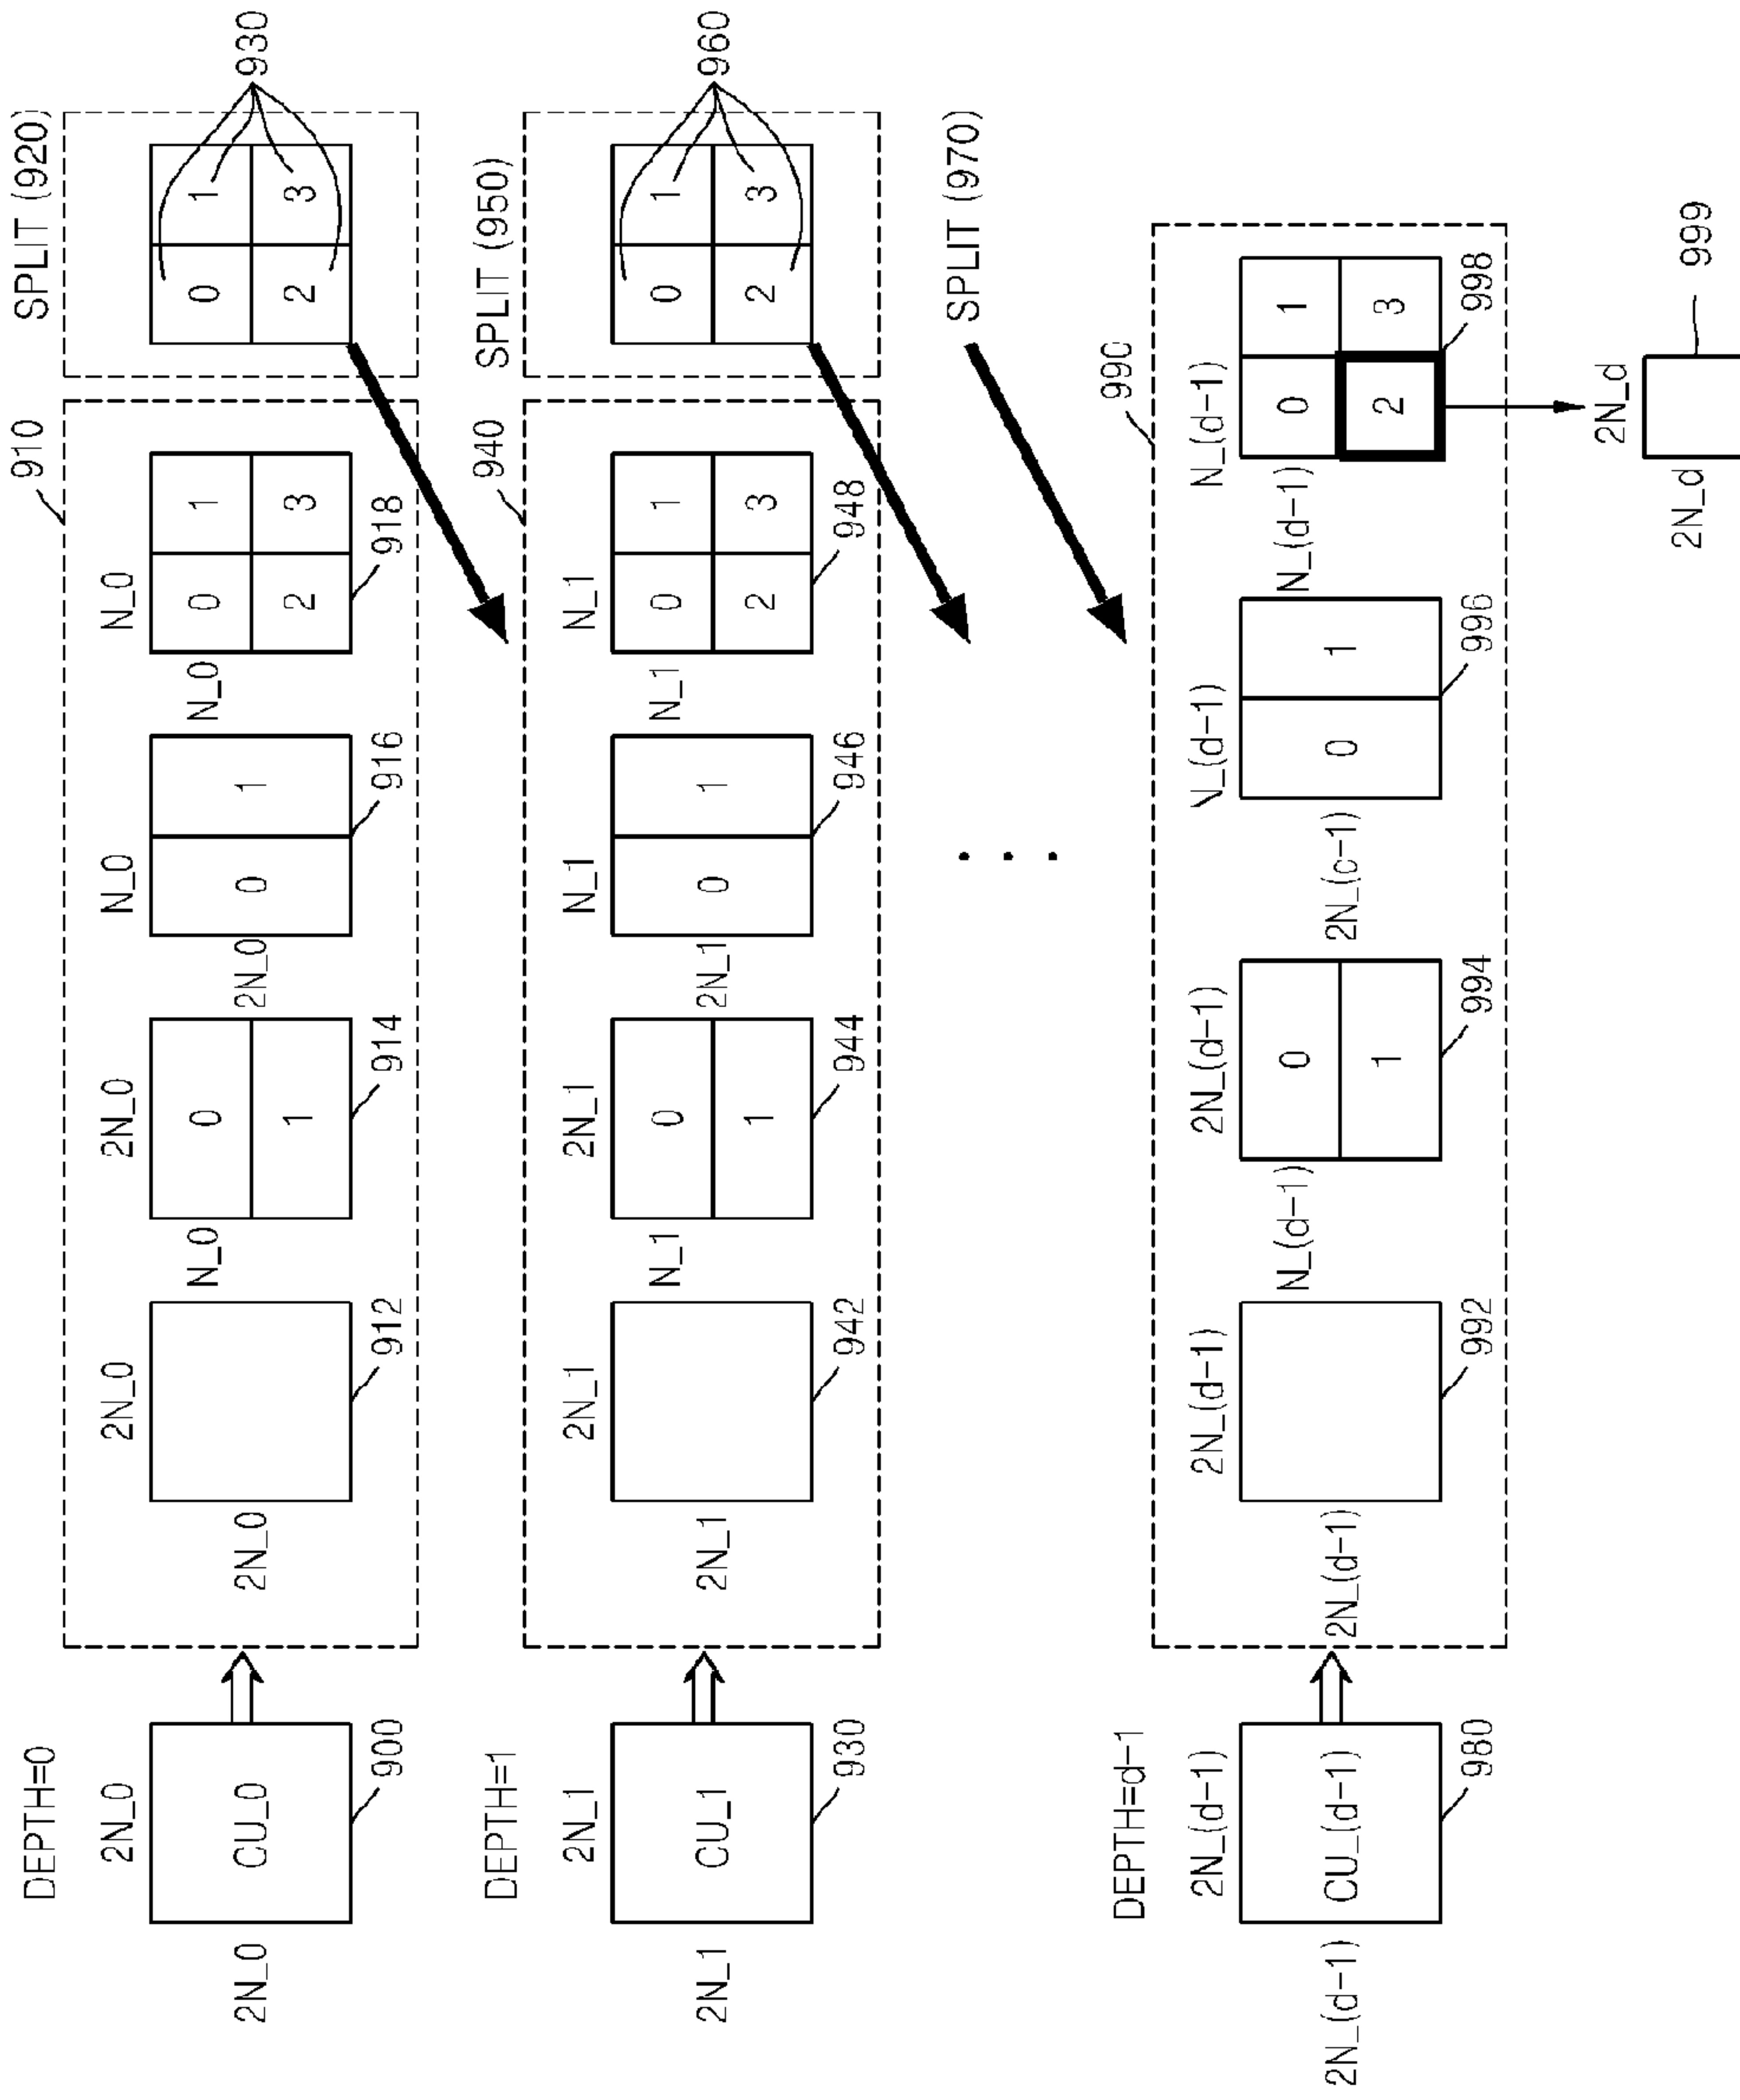 DEPTH=0
2N_0
2N_0
CU_0
900
910
2N_0
2N_0
912
2N_0
N_0
0
1
914
N_0
2N_0
0 1
916
N_0
N_0
0 1
2 3
918
SPLIT (920)
0 1
2 3
930
DEPTH=1
2N_1
2N_1
CU_1
930
940
2N_1
2N_1
942
2N_1
N_1
0
1
944
N_1
2N_1
0 1
946
N_1
N_1
0 1
2 3
948
SPLIT (950)
0 1
2 3
960
SPLIT (970)
DEPTH=d-1
2N_(d-1)
2N_(d-1)
CU_(d-1)
980
990
2N_(d-1)
2N_(d-1)
992
2N_(d-1)
N_(d-1)
0
1
994
N_(d-1)
2N_(c-1)
0 1
996
N_(d-1)
N_(d-1)
0 1
2 3
998
2N_d
2N_d
999